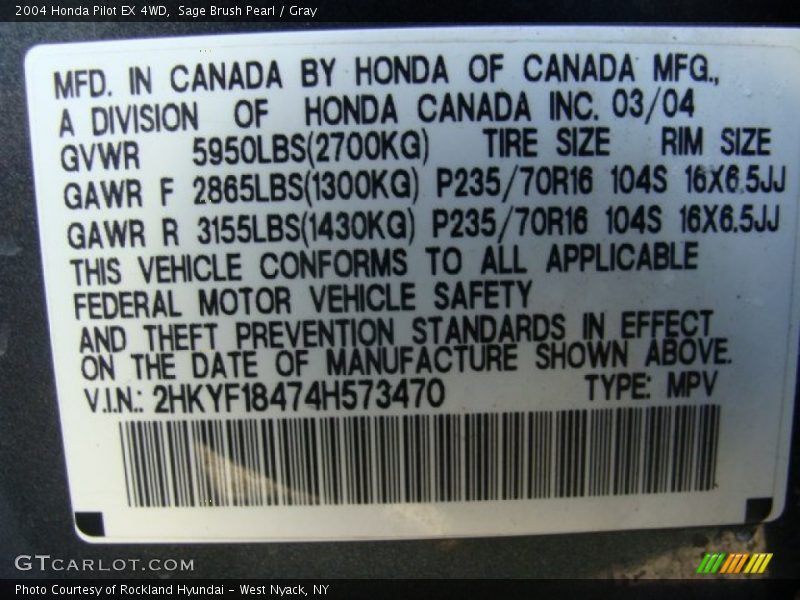 2004 Honda Pilot EX 4WD,  Sage Brush Pearl / Gray
MFD. IN CANADA BY HONDA OF CANADA MFG.,
A DIVISION OF HONDA CANADA INC. 03/04
GVWR 5950LBS(2700KG) TIRE SIZE RIM SIZE
GAWR F 2865LBS(1300KG) P235/70R16 104S 16X6.5JJ
GAWR R 3155LBS(1430KG) P235/70R16 104S 16X6.5JJ
THIS VEHICLE CONFORMS TO ALL APPLICABLE
FEDERAL MOTOR VEHICLE SAFETY
AND THEFT PREVENTION STANDARDS IN EFFECT
ON THE DATE OF MANUFACTURE SHOWN ABOVE.
V.I.N.: 2HKYF18474H573470 TYPE: MPV
GTCARLOT.COM
Photo Courtesy of Rockland Hyundai - West Nyack, NY